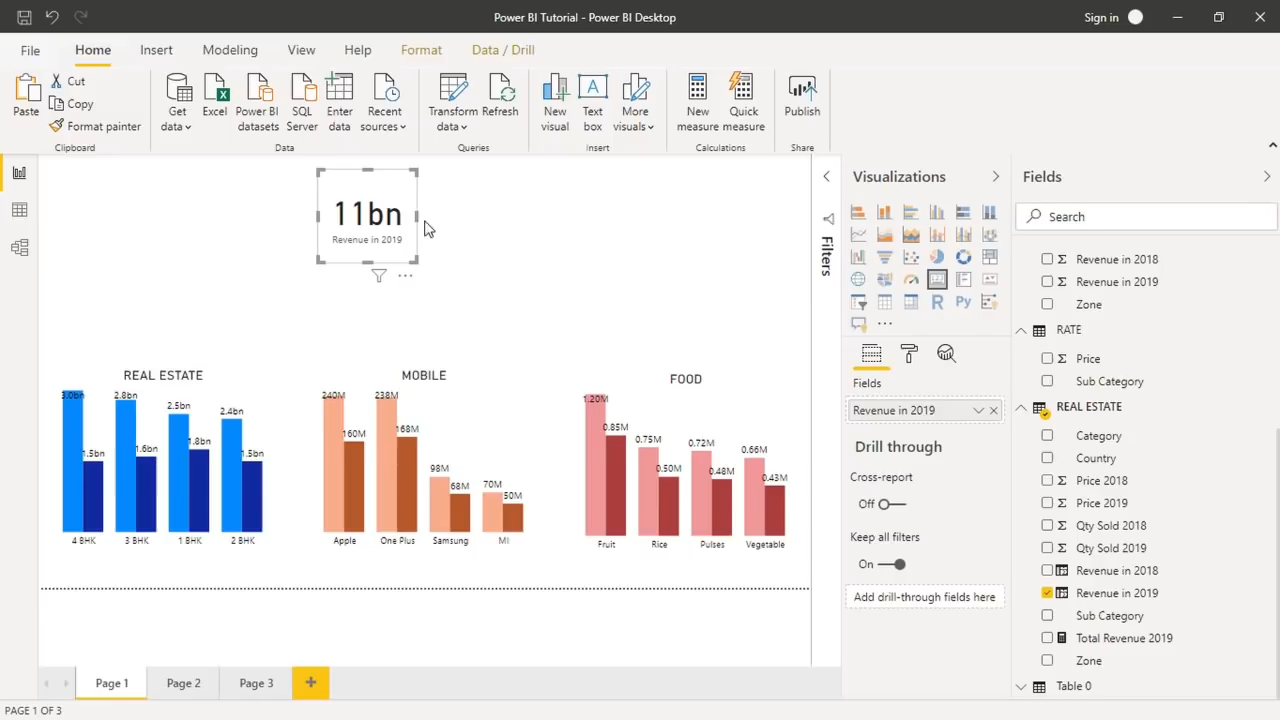 Power BI Tutorial - Power BI Desktop
Sign in
File Home Insert Modeling View Help Format Data / Drill
Paste
Cut
Copy
Format painter
Clipboard
Get data
Excel
Power BI datasets
SQL Server
Enter data
Recent sources
Data
Transform data
Refresh
Queries
New visual
Text box
More visuals
Insert
New measure
Quick measure
Calculations
Publish
Share
11bn
Revenue in 2019
REAL ESTATE
3.0bn 1.5bn 2.8bn 1.6bn 2.5bn 1.8bn 2.4bn 1.5bn
4 BHK 3 BHK 1 BHK 2 BHK
MOBILE
240M 160M 238M 168M 98M 68M 70M 50M
Apple One Plus Samsung MI
FOOD
1.20M 0.85M 0.75M 0.50M 0.72M 0.48M 0.66M 0.43M
Fruit Rice Pulses Vegetable
Filters
Visualizations
R Py
Fields
Revenue in 2019
Drill through
Cross-report
Off
Keep all filters
On
Add drill-through fields here
Fields
Search
Revenue in 2018
Revenue in 2019
Zone
RATE
Price
Sub Category
REAL ESTATE
Category
Country
Price 2018
Price 2019
Qty Sold 2018
Qty Sold 2019
Revenue in 2018
Revenue in 2019
Sub Category
Total Revenue 2019
Zone
Table 0
Page 1 Page 2 Page 3
PAGE 1 OF 3